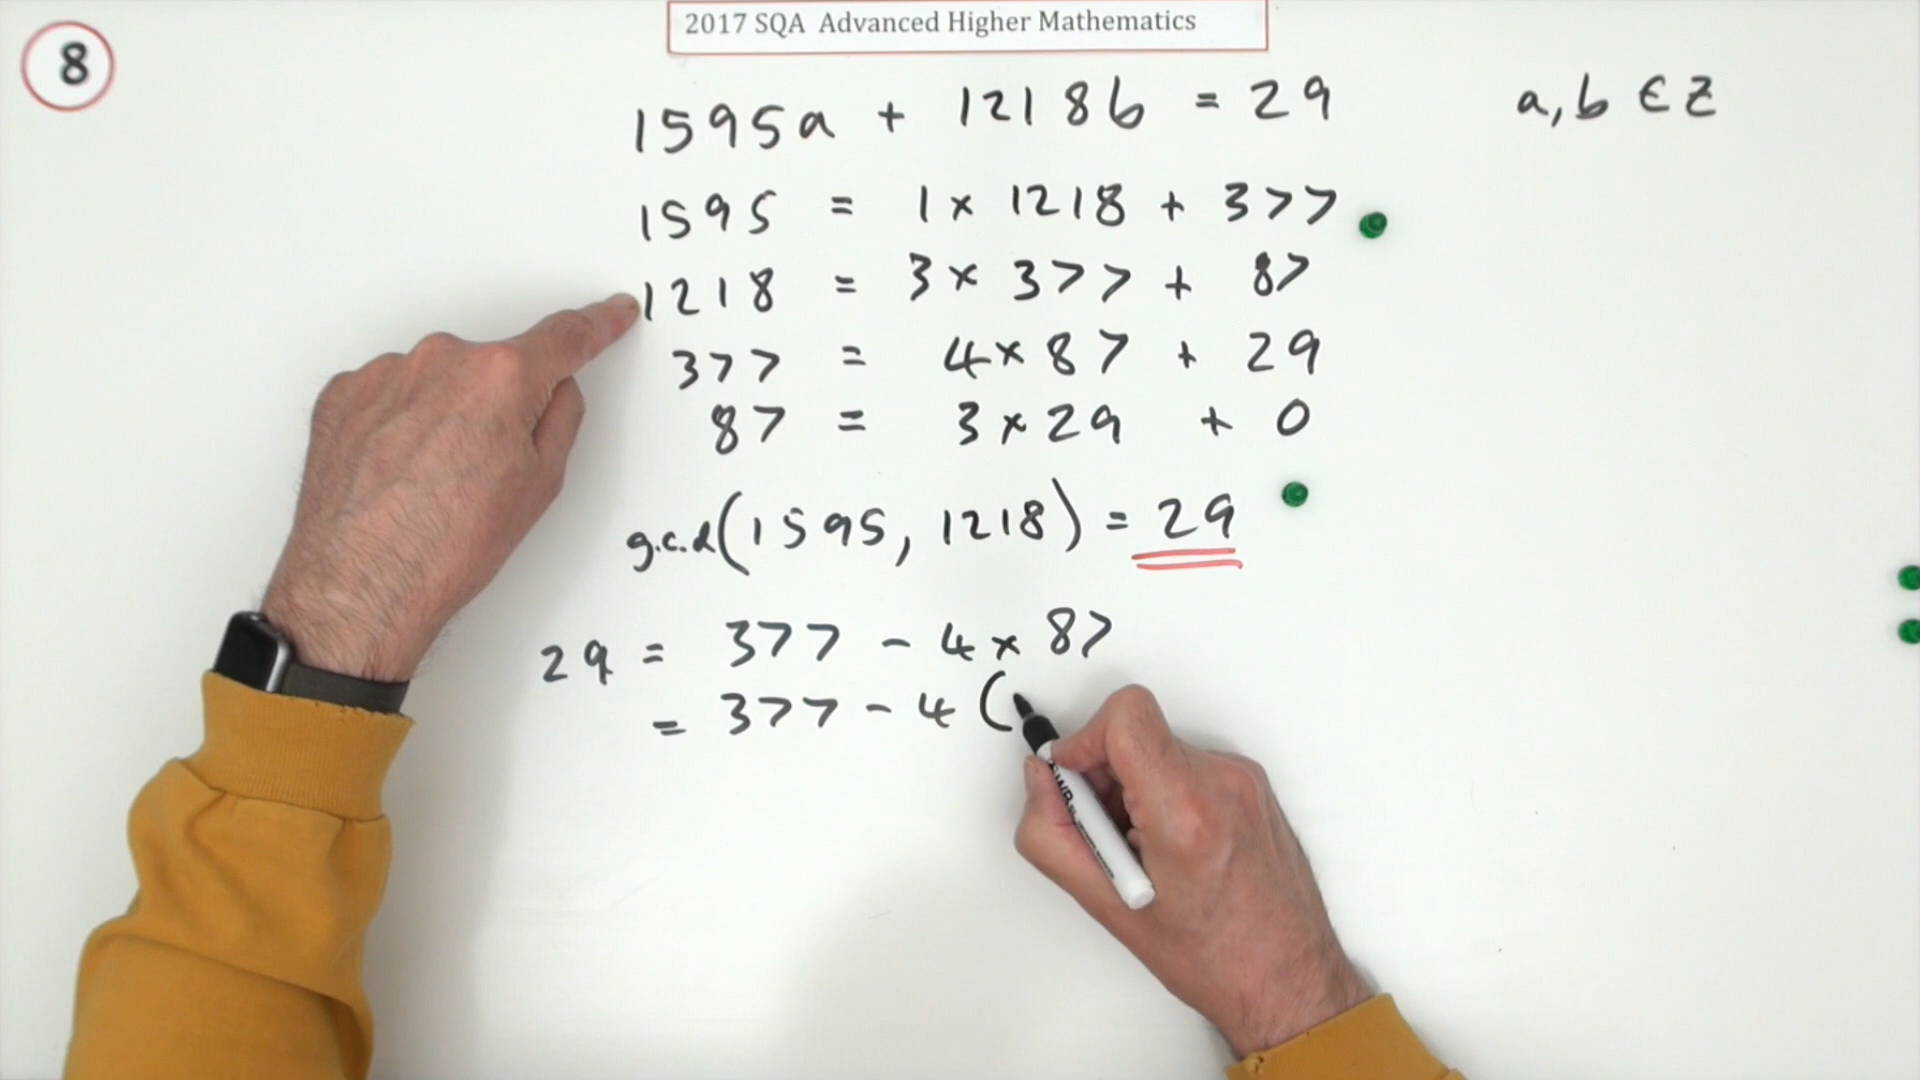 8
2017 SQA Advanced Higher Mathematics
1595a + 1218b = 29 a, b ∈ Z
1595 = 1 × 1218 + 377
1218 = 3 × 377 + 87
377 = 4 × 87 + 29
87 = 3 × 29 + 0
g.c.d(1595, 1218) = 29
29 = 377 - 4 × 87
= 377 - 4 (